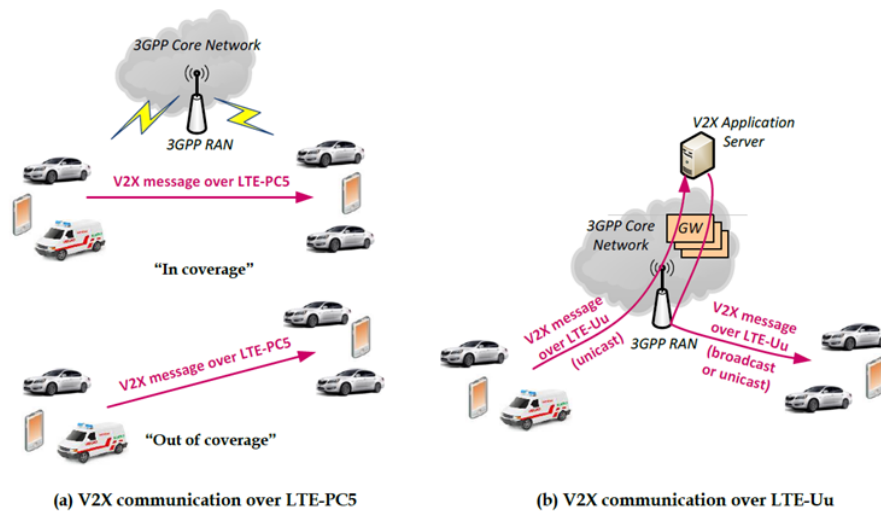 3GPP Core Network
3GPP RAN
V2X message over LTE-PC5
"In coverage"
V2X message over LTE-PC5
"Out of coverage"
(a) V2X communication over LTE-PC5
V2X Application
Server
3GPP Core
Network
GW
V2X message
over LTE-Uu
(unicast)
3GPP RAN
V2X message
over LTE-Uu
(broadcast
or unicast)
(b) V2X communication over LTE-Uu